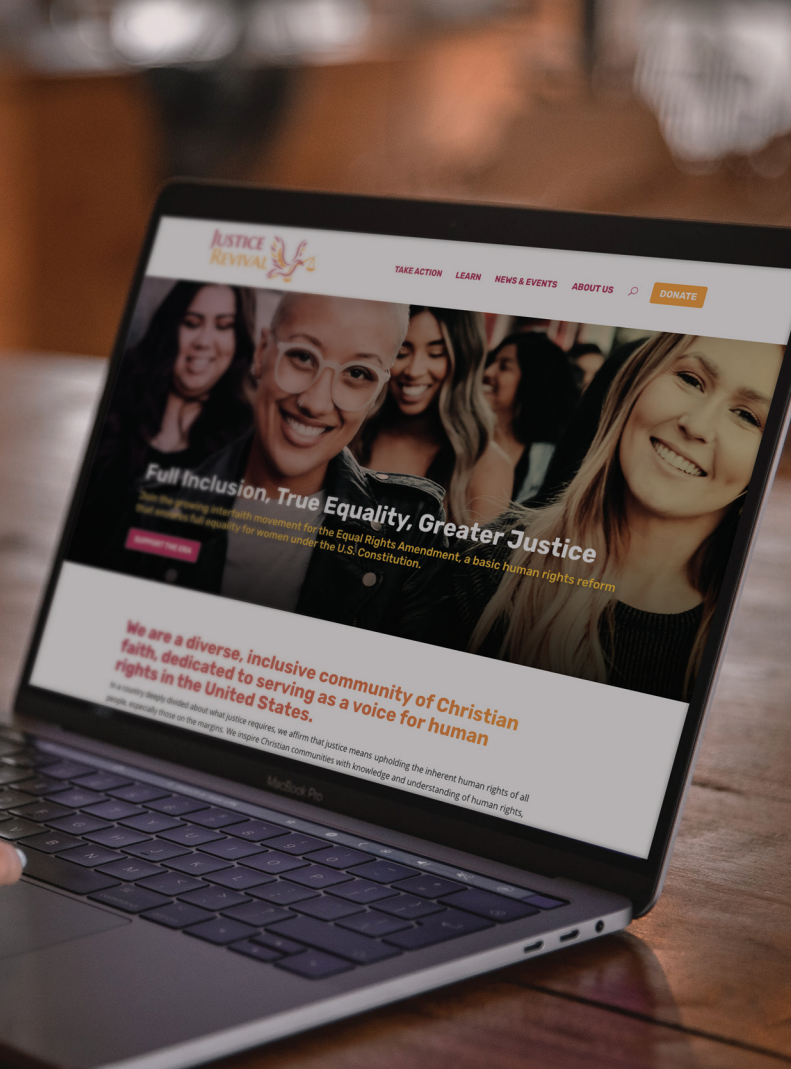 JUSTICE
REVIVAL
TAKE ACTION LEARN NEWS & EVENTS ABOUT US DONATE
Full Inclusion, True Equality, Greater Justice
Join the growing interfaith movement for the Equal Rights Amendment, a basic human rights reform
that enshrines full equality for women under the U.S. Constitution.
SUPPORT THE ERA
We are a diverse, inclusive community of Christian
faith, dedicated to serving as a voice for human
rights in the United States.
In a country deeply divided about what justice requires, we affirm that justice means upholding the inherent human rights of all
people, especially those on the margins. We inspire Christian communities with knowledge and understanding of human rights,
MacBook Pro